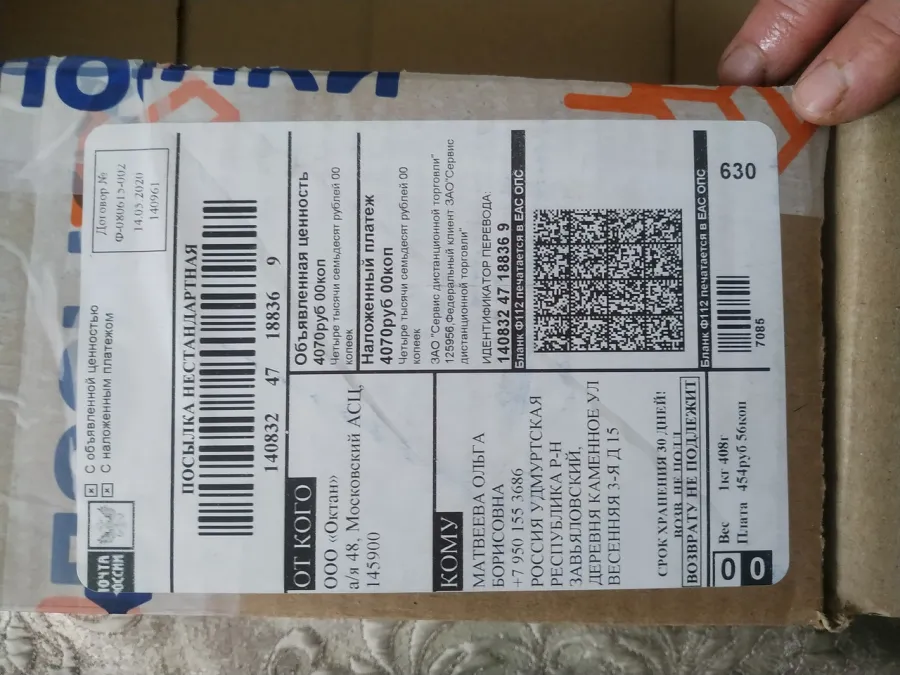 ПОЧТА
РОССИИ
С объявленной ценностью
С наложенным платежом
Договор №
Ф-080615-002
14.05 2020
140961
ПОСЫЛКА НЕСТАНДАРТНАЯ
140832 47 18836 9
ОТ КОГО
ООО «Октан»
а/я 48, Московский АСЦ,
145900
Объявленная ценность
4070руб 00коп
Четыре тысячи семьдесят рублей 00
копеек
Наложенный платеж
4070руб 00коп
Четыре тысячи семьдесят рублей 00
копеек
ЗАО "Сервис дистанционной торговли"
125956,Федеральный клиент ЗАО"Сервис
дистанционной торговли"
ИДЕНТИФИКАТОР ПЕРЕВОДА:
140832 47 18836 9
Бланк Ф112 печатается в ЕАС ОПС
Бланк Ф112 печатается в ЕАС ОПС
КОМУ
МАТВЕЕВА ОЛЬГА
БОРИСОВНА
+7 950 155 3686
РОССИЯ УДМУРТСКАЯ
РЕСПУБЛИКА Р-Н
ЗАВЬЯЛОВСКИЙ,
ДЕРЕВНЯ КАМЕННОЕ УЛ
ВЕСЕННЯЯ 3-Я Д 15
СРОК ХРАНЕНИЯ 30 ДНЕЙ!
ВОЗВРАТУ НЕ ПОДЛЕЖИТ
0
0
Вес 1кг 408г
Плата 454руб 56коп
7085
630